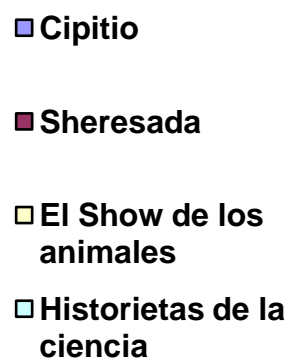 Cipitio
Sheresada
El Show de los
animales
Historietas de la
ciencia